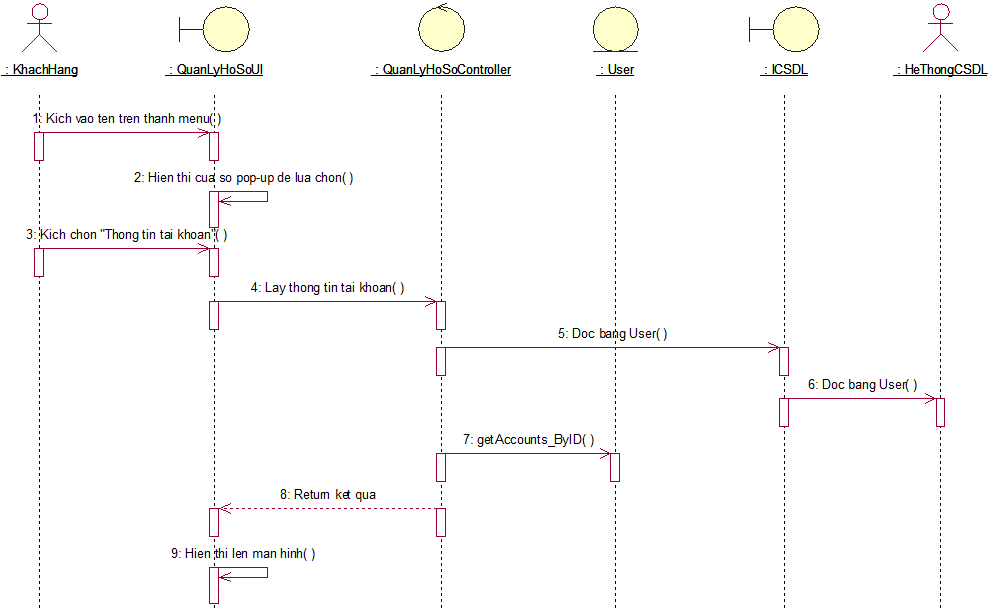 : KhachHang
: QuanLyHoSoUI
: QuanLyHoSoController
: User
: ICSDL
: HeThongCSDL
1: Kich vao ten tren thanh menu( )
2: Hien thi cua so pop-up de lua chon( )
3: Kich chon "Thong tin tai khoan"( )
4: Lay thong tin tai khoan( )
5: Doc bang User( )
6: Doc bang User( )
7: getAccounts_ByID( )
8: Return ket qua
9: Hien thi len man hinh( )